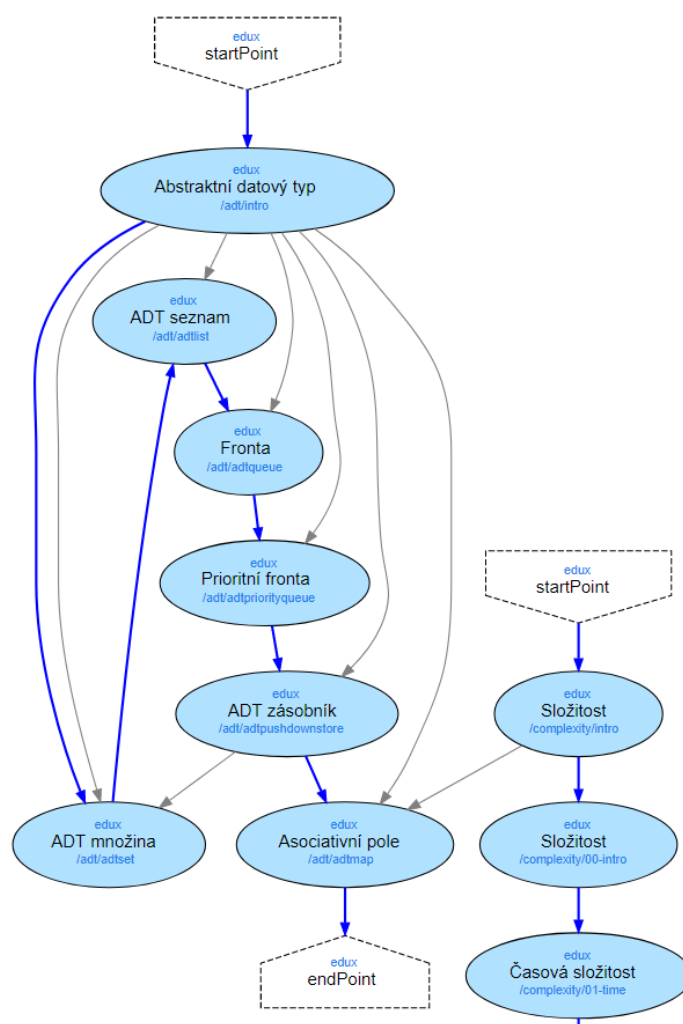 edux
startPoint
edux
Abstraktní datový typ
/adt/intro
edux
ADT seznam
/adt/adtlist
edux
Fronta
/adt/adtqueue
edux
Prioritní fronta
/adt/adtpriorityqueue
edux
startPoint
edux
ADT zásobník
/adt/adtpushdownstore
edux
Složitost
/complexity/intro
edux
ADT množina
/adt/adtset
edux
Asociativní pole
/adt/adtmap
edux
Složitost
/complexity/00-intro
edux
endPoint
edux
Časová složitost
/complexity/01-time